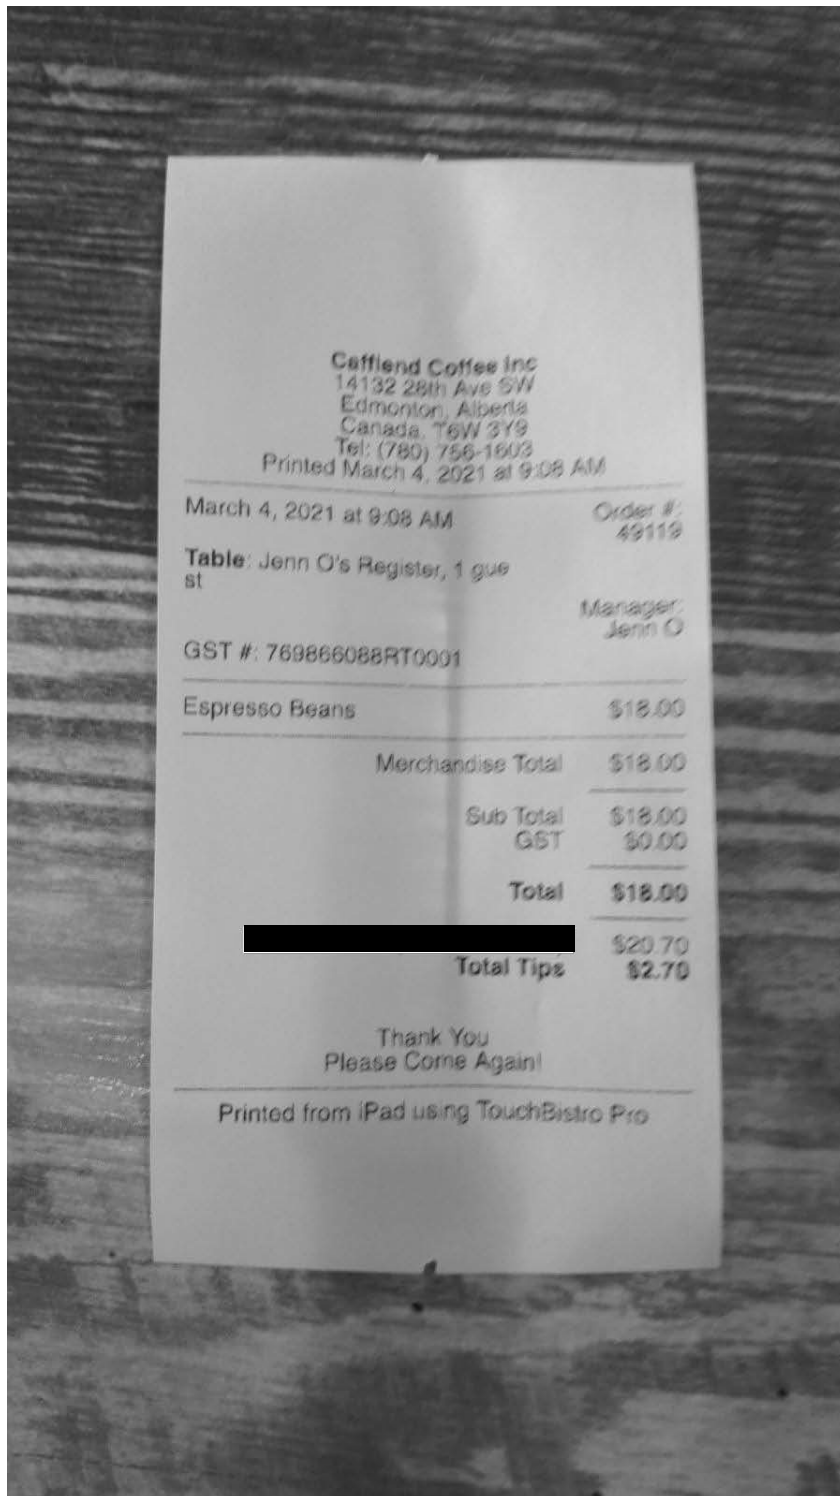 Caffiend Coffee Inc
14132 28th Ave SW
Edmonton, Alberta
Canada, T6W 3Y9
Tel: (780) 756-1603
Printed March 4, 2021 at 9:08 AM
March 4, 2021 at 9:08 AM Order #:
49119
Table: Jenn O's Register, 1 gue
st
Manager:
Jenn O
GST #: 769866088RT0001
Espresso Beans $18.00
Merchandise Total $18.00
Sub Total $18.00
GST $0.00
Total $18.00
$20.70
Total Tips $2.70
Thank You
Please Come Again!
Printed from iPad using TouchBistro Pro